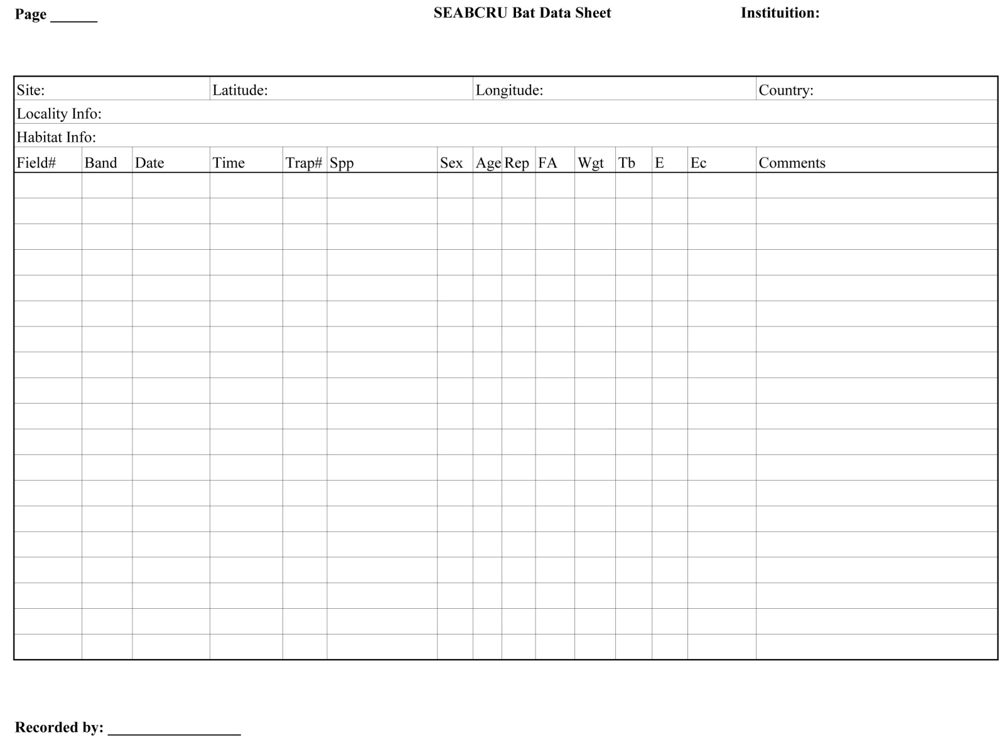 Page ______ SEABCRU Bat Data Sheet Instituition:
Site: Latitude: Longitude: Country:
Locality Info:
Habitat Info:
Field# Band Date Time Trap# Spp Sex Age Rep FA Wgt Tb E Ec Comments
Recorded by: _________________